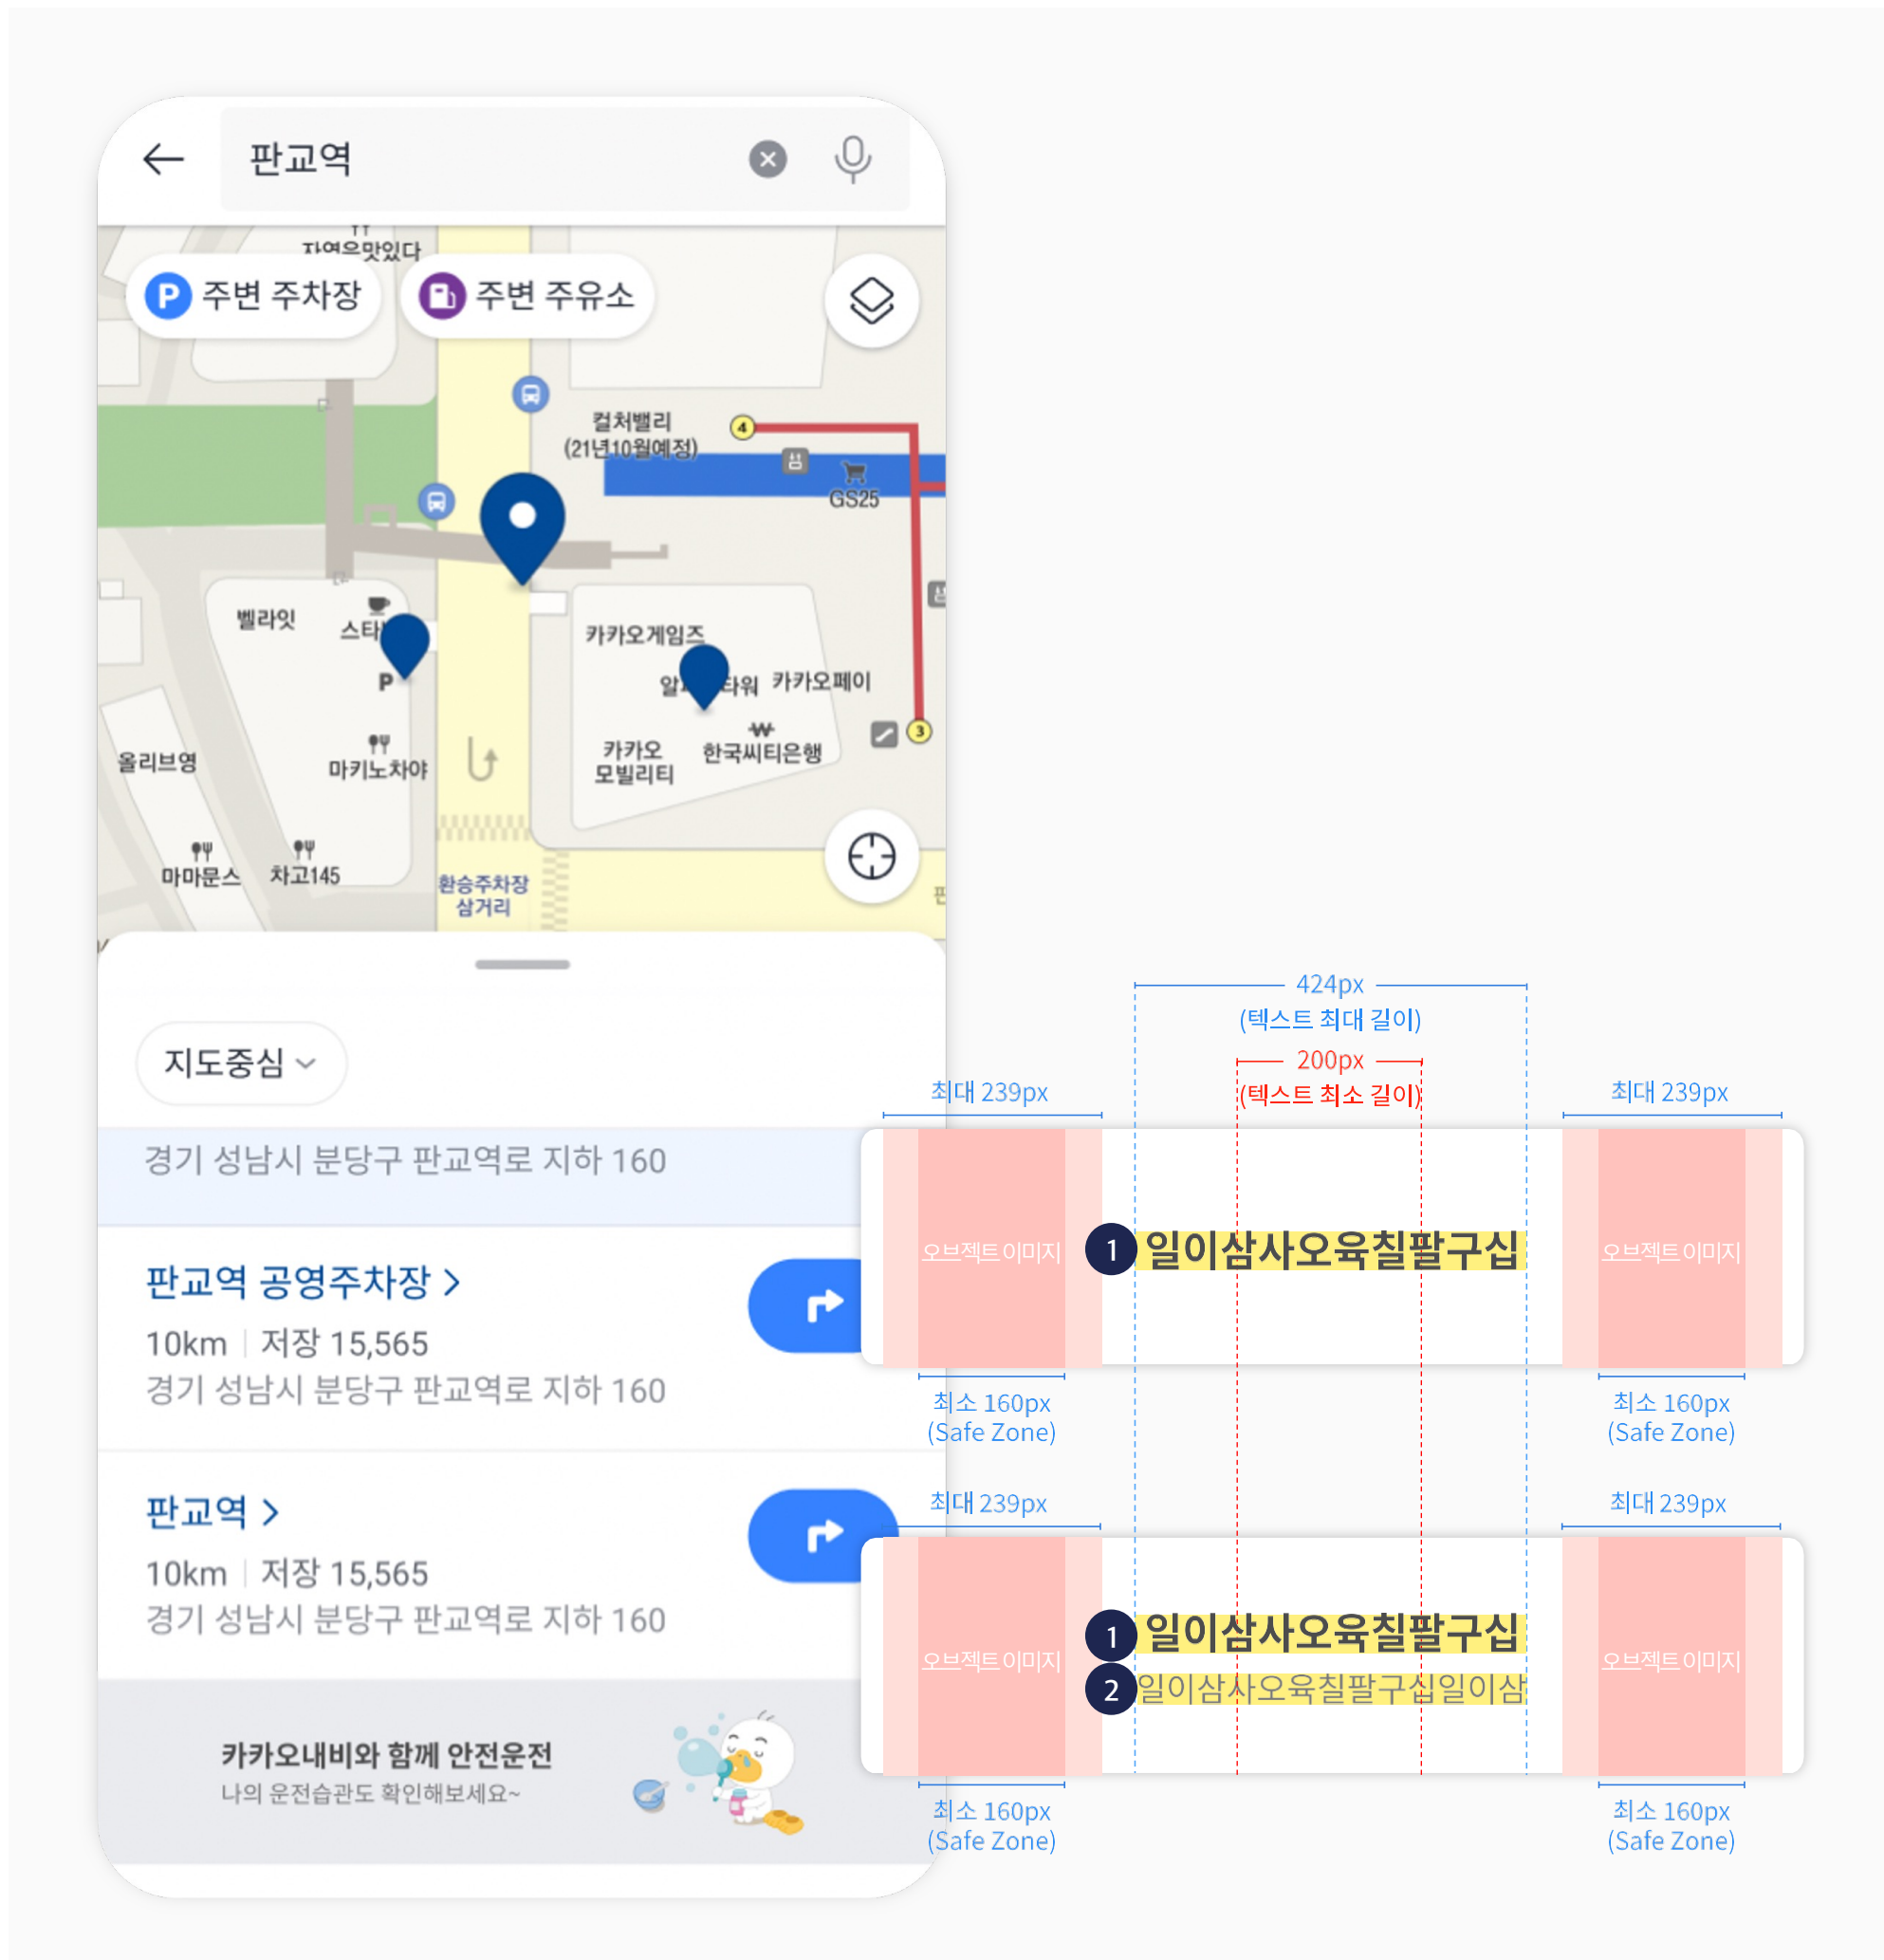 판교역
자연은맛있다
P 주변 주차장
주변 주유소
컬처밸리
(21년10월예정)
4
GS25
벨라잇
P
카카오게임즈
카카오페이
3
올리브영
마키노차야
카카오
모빌리티
한국씨티은행
마마문스
차고145
환승주차장
삼거리
지도중심
경기 성남시 분당구 판교역로 지하 160
판교역 공영주차장 >
10km | 저장 15,565
경기 성남시 분당구 판교역로 지하 160
판교역 >
10km | 저장 15,565
경기 성남시 분당구 판교역로 지하 160
카카오내비와 함께 안전운전
나의 운전습관도 확인해보세요~
424px
(텍스트 최대 길이)
200px
(텍스트 최소 길이)
최대 239px
최대 239px
오브젝트 이미지
1 일이삼사오육칠팔구십
오브젝트 이미지
최소 160px
(Safe Zone)
최소 160px
(Safe Zone)
최대 239px
최대 239px
오브젝트 이미지
1 일이삼사오육칠팔구십
2 일이삼사오육칠팔구십일이삼
오브젝트 이미지
최소 160px
(Safe Zone)
최소 160px
(Safe Zone)